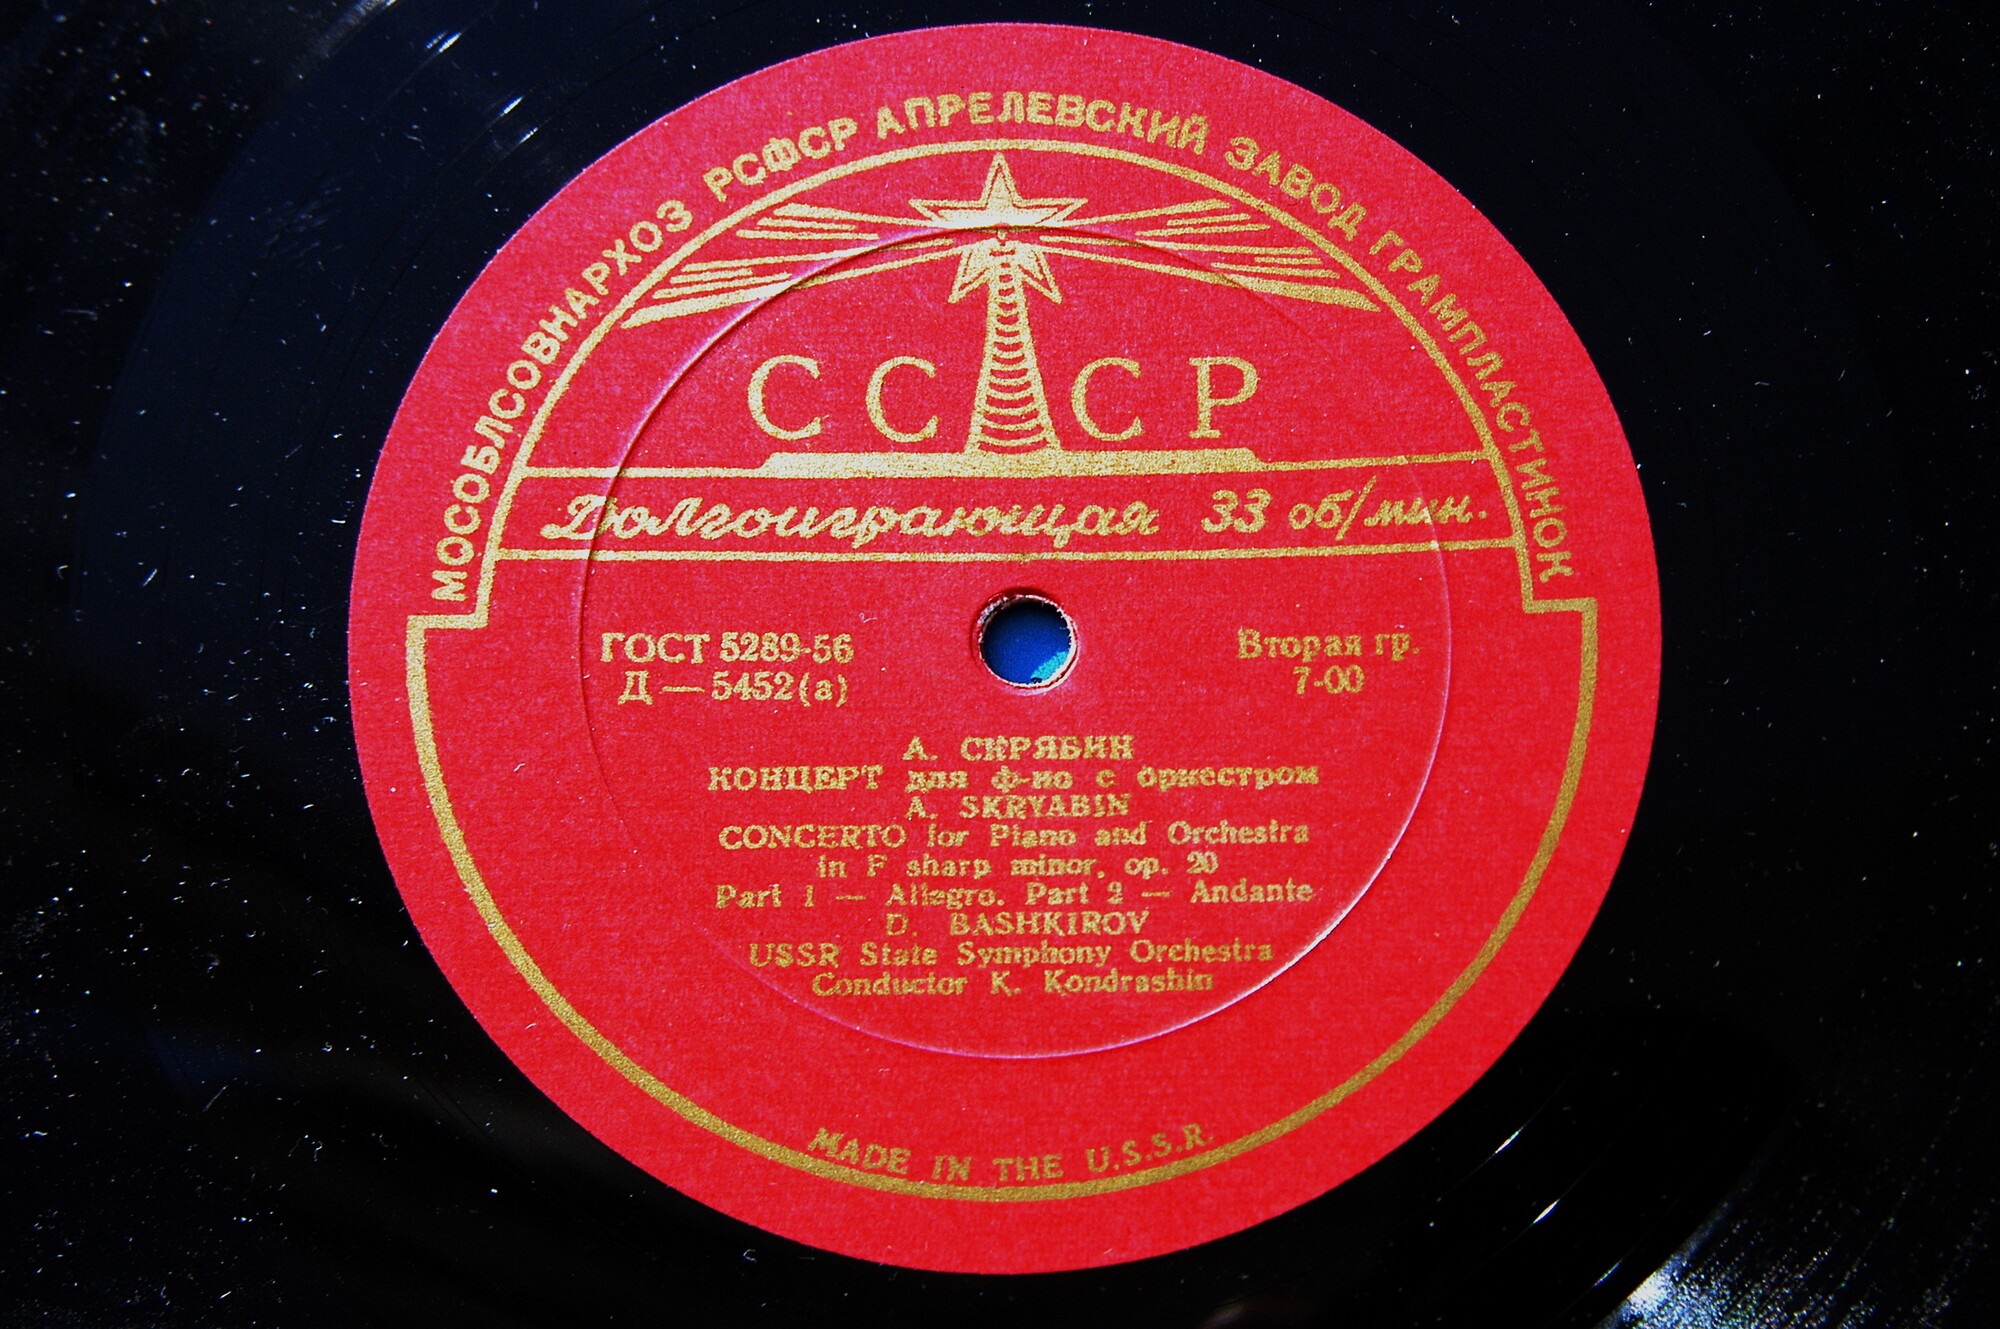 МОСОБЛСОВНАРХОЗ РСФСР АПРЕЛЕВСКИЙ ЗАВОД ГРАМПЛАСТИНОК
СССР
Долгоиграющая 33 об/мин.
ГОСТ 5289-56
Вторая гр.
Д — 5452(а)
7-00
А. СКРЯБИН
КОНЦЕРТ для ф-но с оркестром
A. SKRYABIN
CONCERTO for Piano and Orchestra
in F sharp minor, op. 20
Part 1 — Allegro. Part 2 — Andante
D. BASHKIROV
USSR State Symphony Orchestra
Conductor K. Kondrashin
MADE IN THE U.S.S.R.